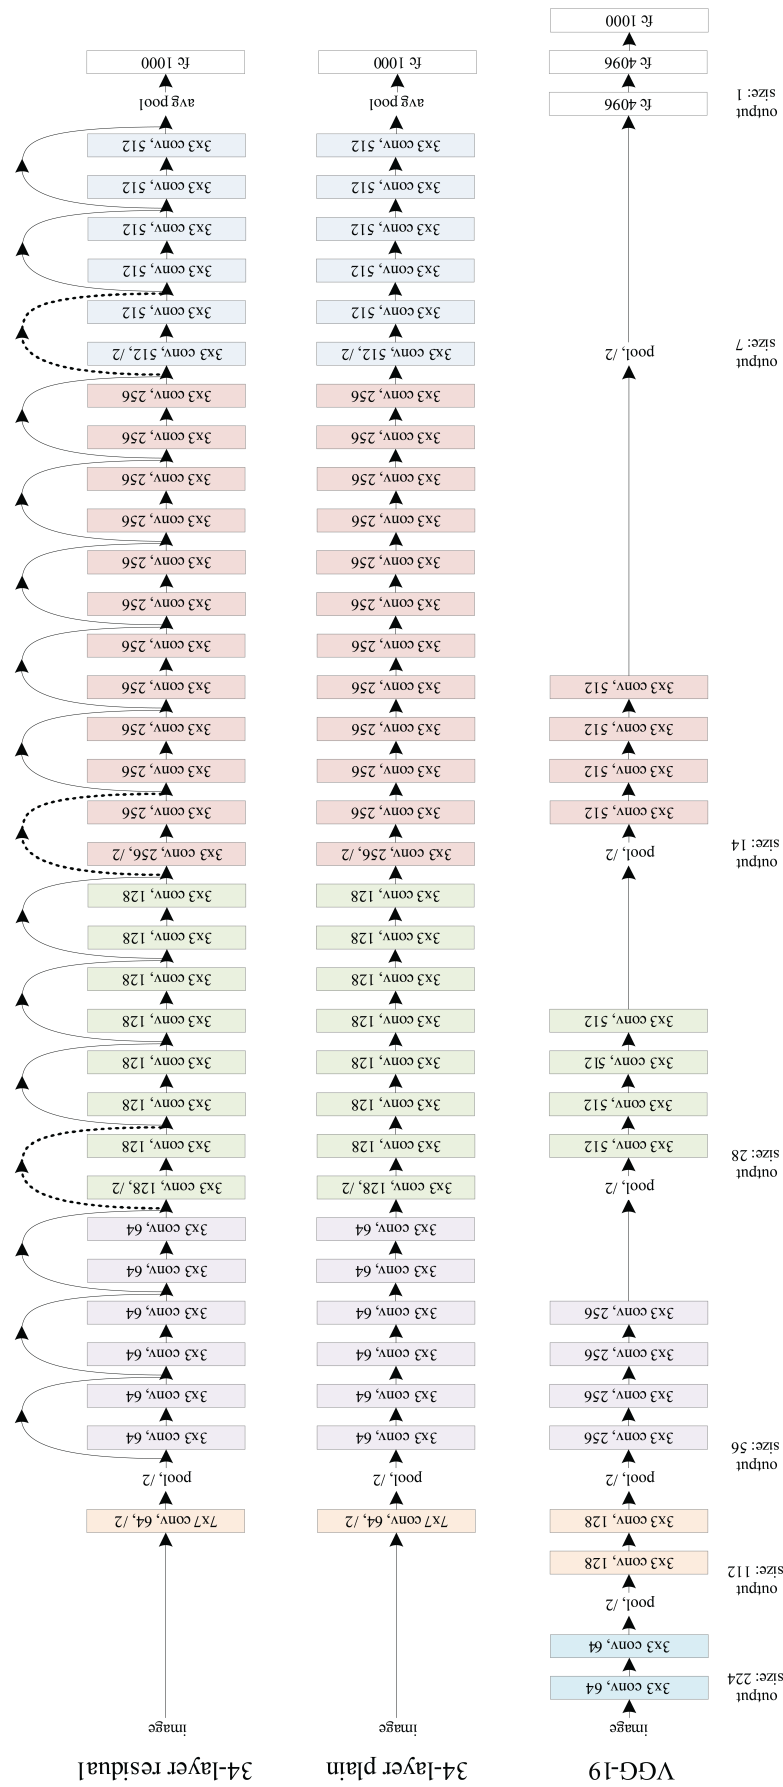 output
size: 224
output
size: 112
output
size: 56
output
size: 28
output
size: 14
output
size: 7
output
size: 1
VGG-19
image
3x3 conv, 64
3x3 conv, 64
pool, /2
3x3 conv, 128
3x3 conv, 128
pool, /2
3x3 conv, 256
3x3 conv, 256
3x3 conv, 256
3x3 conv, 256
pool, /2
3x3 conv, 512
3x3 conv, 512
3x3 conv, 512
3x3 conv, 512
pool, /2
3x3 conv, 512
3x3 conv, 512
3x3 conv, 512
3x3 conv, 512
pool, /2
fc 4096
fc 4096
fc 1000
34-layer plain
image
7x7 conv, 64, /2
pool, /2
3x3 conv, 64
3x3 conv, 64
3x3 conv, 64
3x3 conv, 64
3x3 conv, 64
3x3 conv, 64
3x3 conv, 128, /2
3x3 conv, 128
3x3 conv, 128
3x3 conv, 128
3x3 conv, 128
3x3 conv, 128
3x3 conv, 128
3x3 conv, 128
3x3 conv, 256, /2
3x3 conv, 256
3x3 conv, 256
3x3 conv, 256
3x3 conv, 256
3x3 conv, 256
3x3 conv, 256
3x3 conv, 256
3x3 conv, 256
3x3 conv, 256
3x3 conv, 256
3x3 conv, 256
3x3 conv, 512, /2
3x3 conv, 512
3x3 conv, 512
3x3 conv, 512
3x3 conv, 512
3x3 conv, 512
avg pool
fc 1000
34-layer residual
image
7x7 conv, 64, /2
pool, /2
3x3 conv, 64
3x3 conv, 64
3x3 conv, 64
3x3 conv, 64
3x3 conv, 64
3x3 conv, 64
3x3 conv, 128, /2
3x3 conv, 128
3x3 conv, 128
3x3 conv, 128
3x3 conv, 128
3x3 conv, 128
3x3 conv, 128
3x3 conv, 128
3x3 conv, 256, /2
3x3 conv, 256
3x3 conv, 256
3x3 conv, 256
3x3 conv, 256
3x3 conv, 256
3x3 conv, 256
3x3 conv, 256
3x3 conv, 256
3x3 conv, 256
3x3 conv, 256
3x3 conv, 256
3x3 conv, 512, /2
3x3 conv, 512
3x3 conv, 512
3x3 conv, 512
3x3 conv, 512
3x3 conv, 512
avg pool
fc 1000